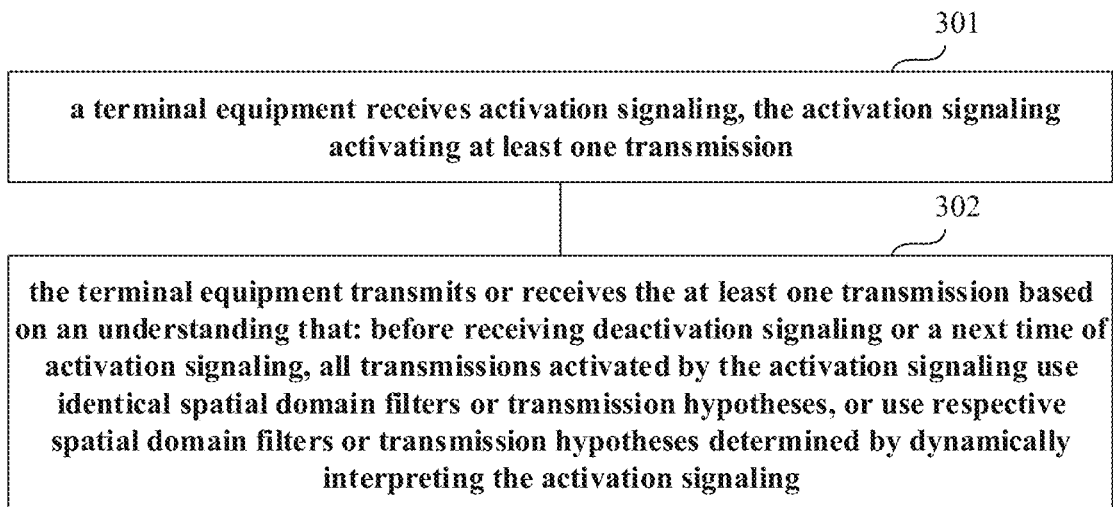 301
a terminal equipment receives activation signaling, the activation signaling
activating at least one transmission
302
the terminal equipment transmits or receives the at least one transmission based
on an understanding that: before receiving deactivation signaling or a next time of
activation signaling, all transmissions activated by the activation signaling use
identical spatial domain filters or transmission hypotheses, or use respective
spatial domain filters or transmission hypotheses determined by dynamically
interpreting the activation signaling